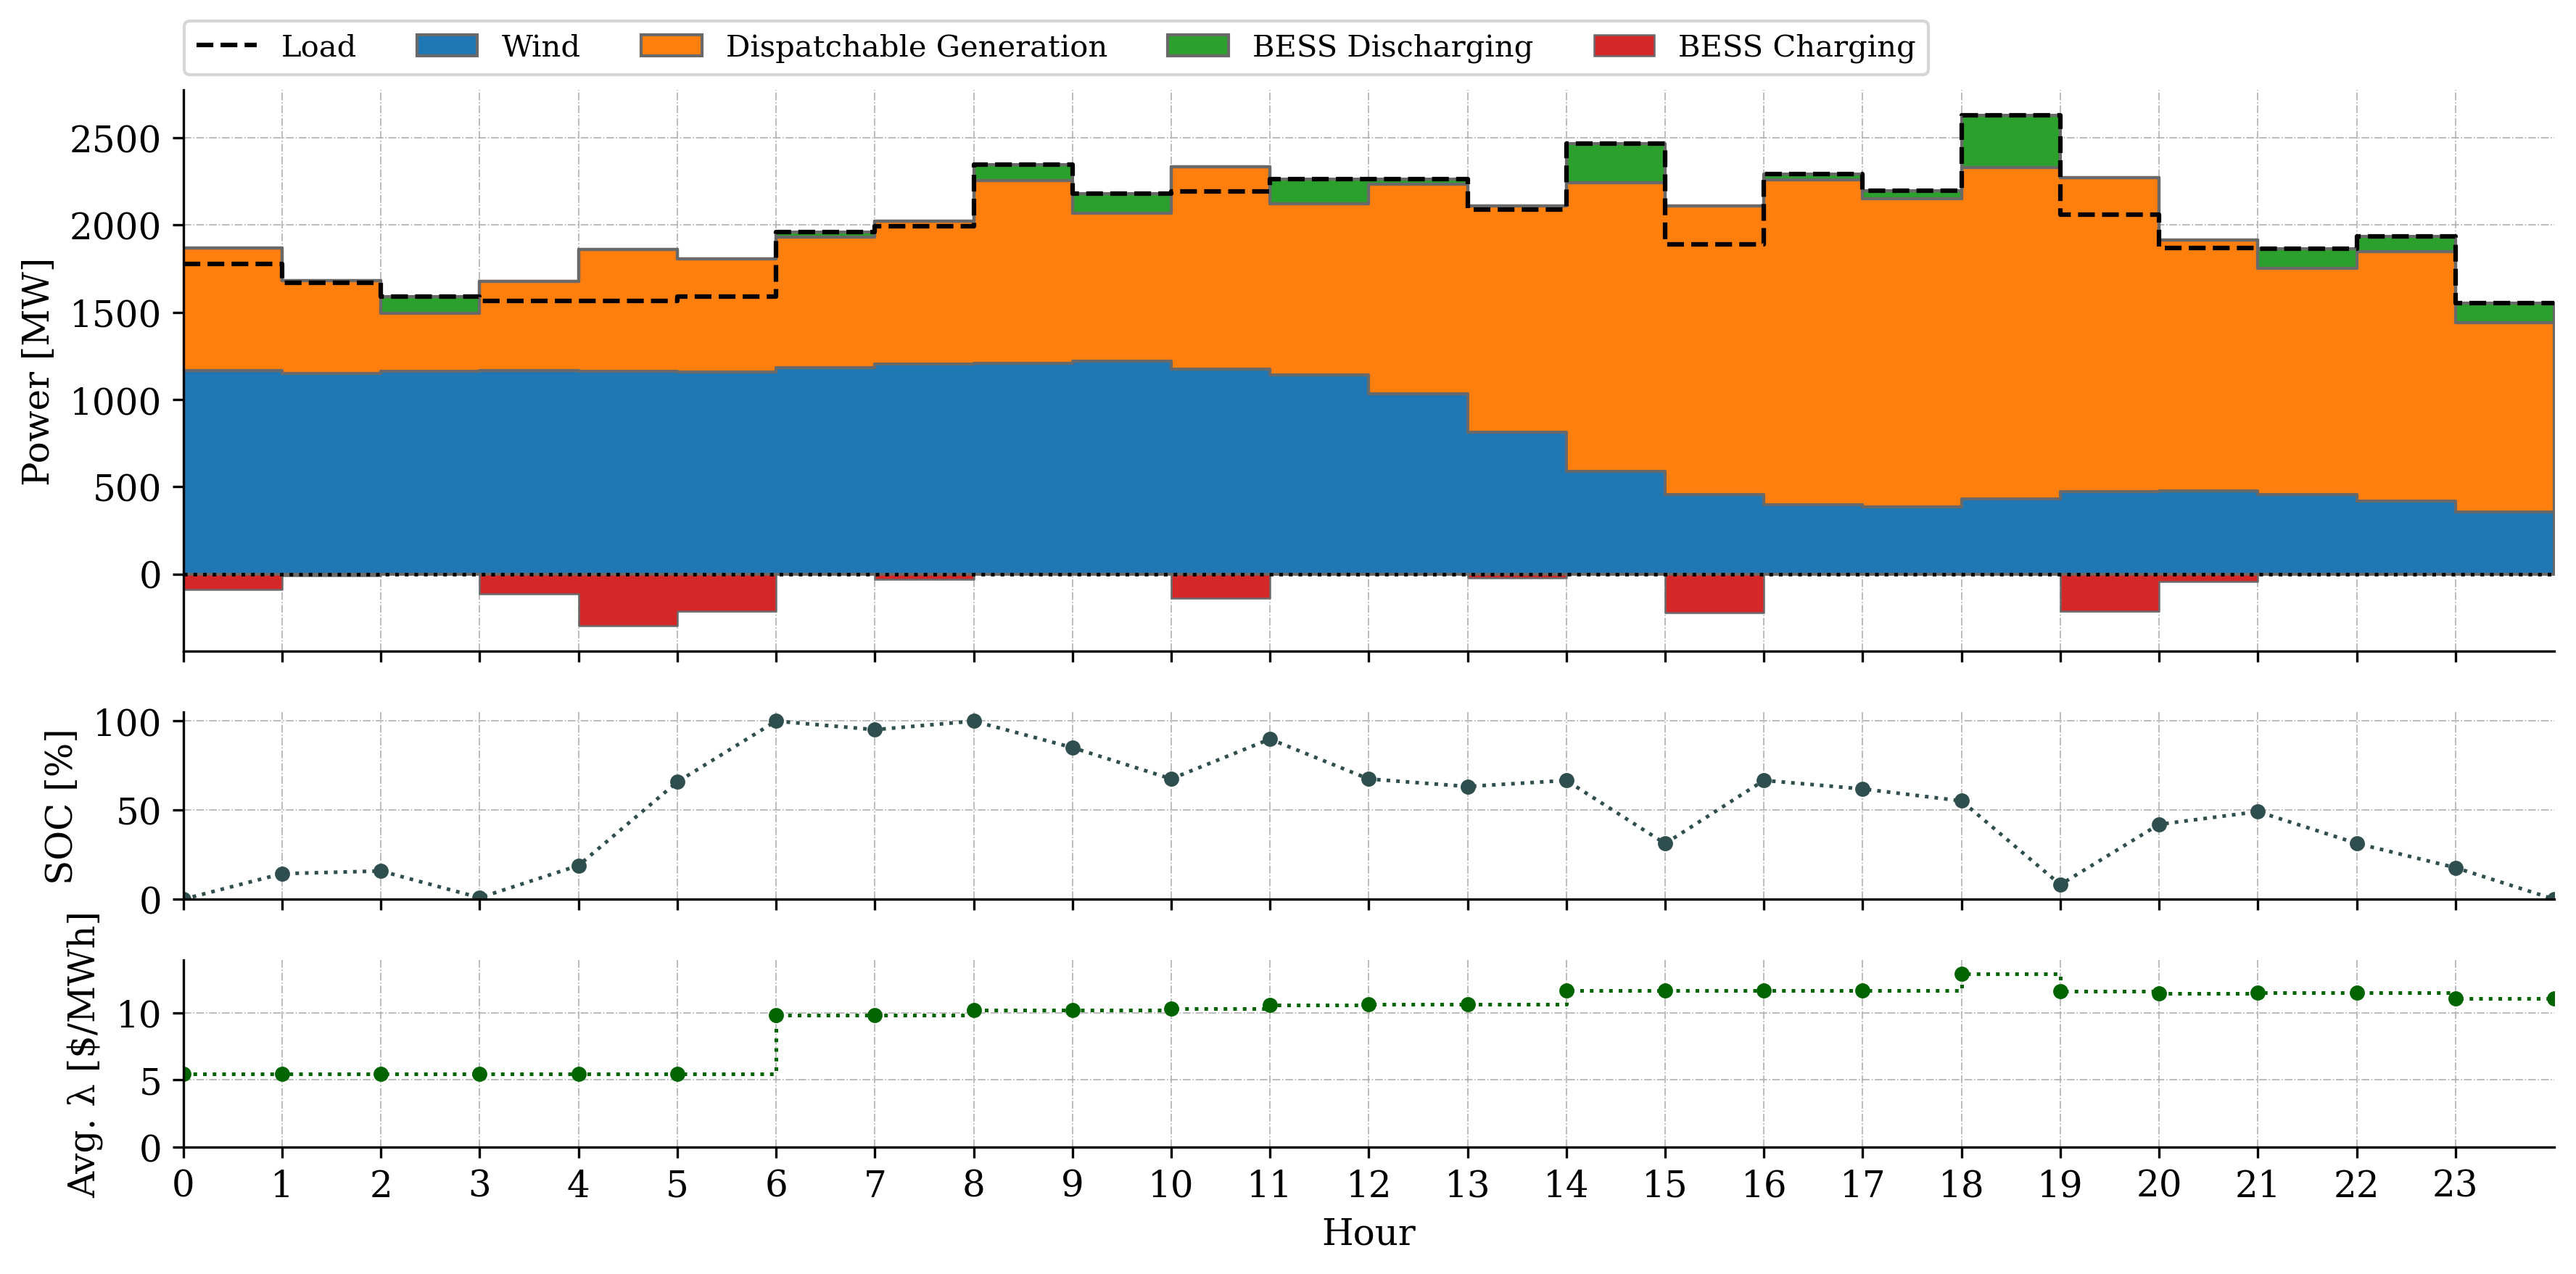 Load Wind Dispatchable Generation BESS Discharging BESS Charging
Power [MW]
2500
2000
1500
1000
500
0
SOC [%]
100
50
0
Avg. λ [$/MWh]
10
5
0
0 1 2 3 4 5 6 7 8 9 10 11 12 13 14 15 16 17 18 19 20 21 22 23
Hour